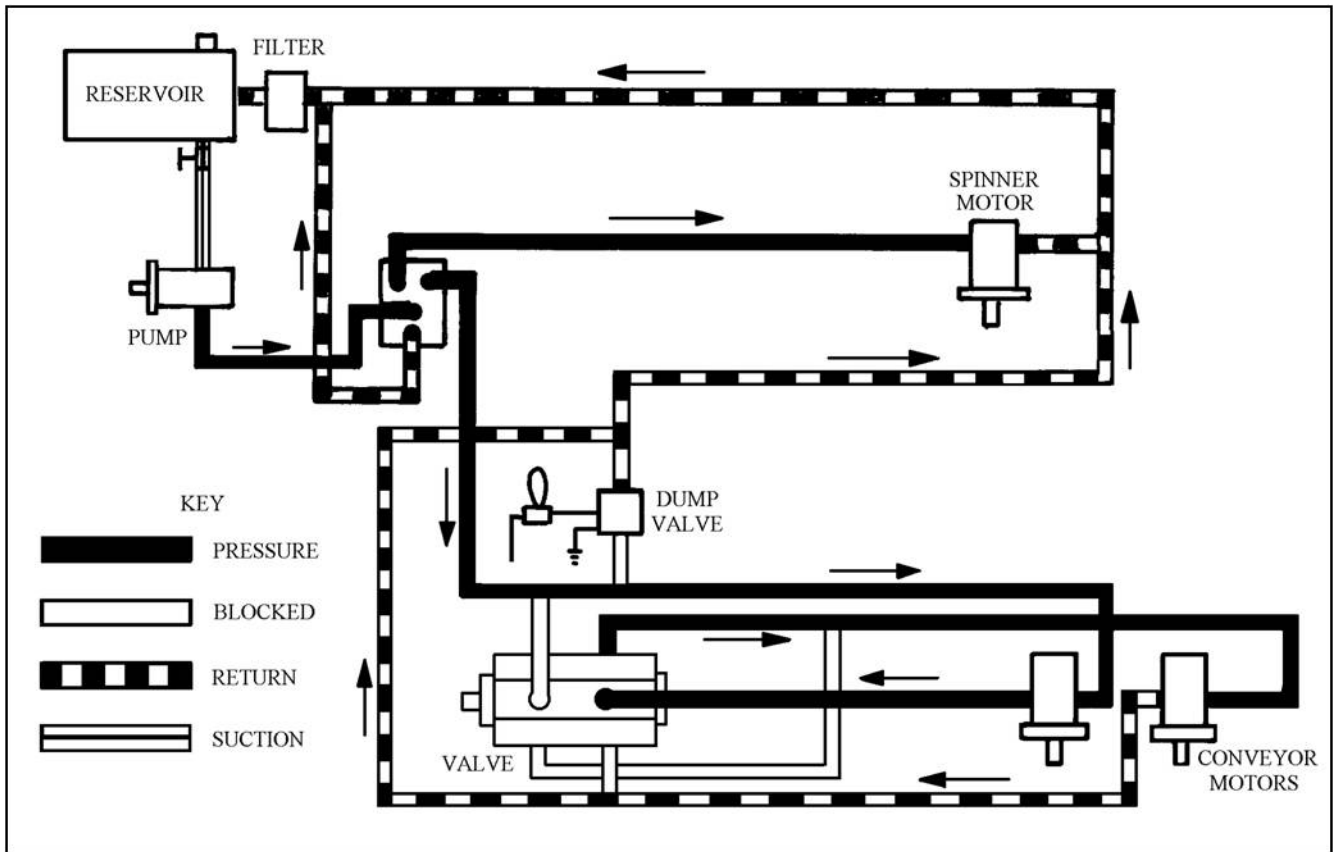 FILTER
RESERVOIR
SPINNER
MOTOR
PUMP
KEY
DUMP
VALVE
PRESSURE
BLOCKED
RETURN
SUCTION
VALVE
CONVEYOR
MOTORS